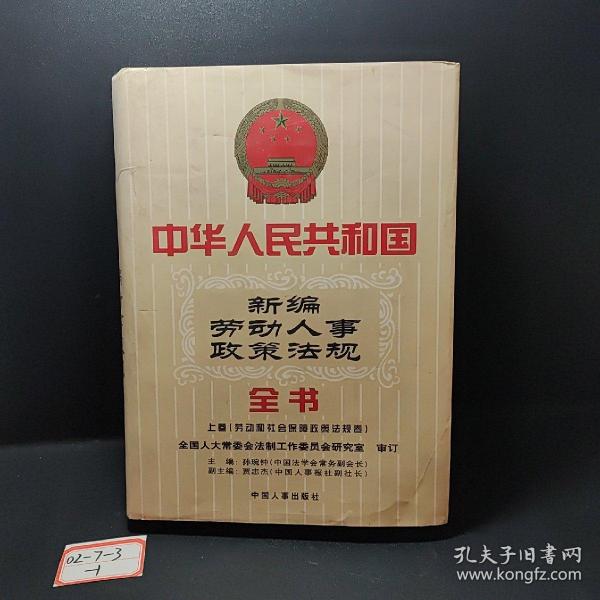 中华人民共和国
新编
劳动人事
政策法规
全书
上卷(劳动和社会保障政策法规卷)
全国人大常委会法制工作委员会研究室 审订
主 编:孙琬钟(中国法学会常务副会长)
副主编:贾忠杰(中国人事报社副社长)
中国人事出版社
02-7-3
-1
孔夫子旧书网
www.kongfz.com